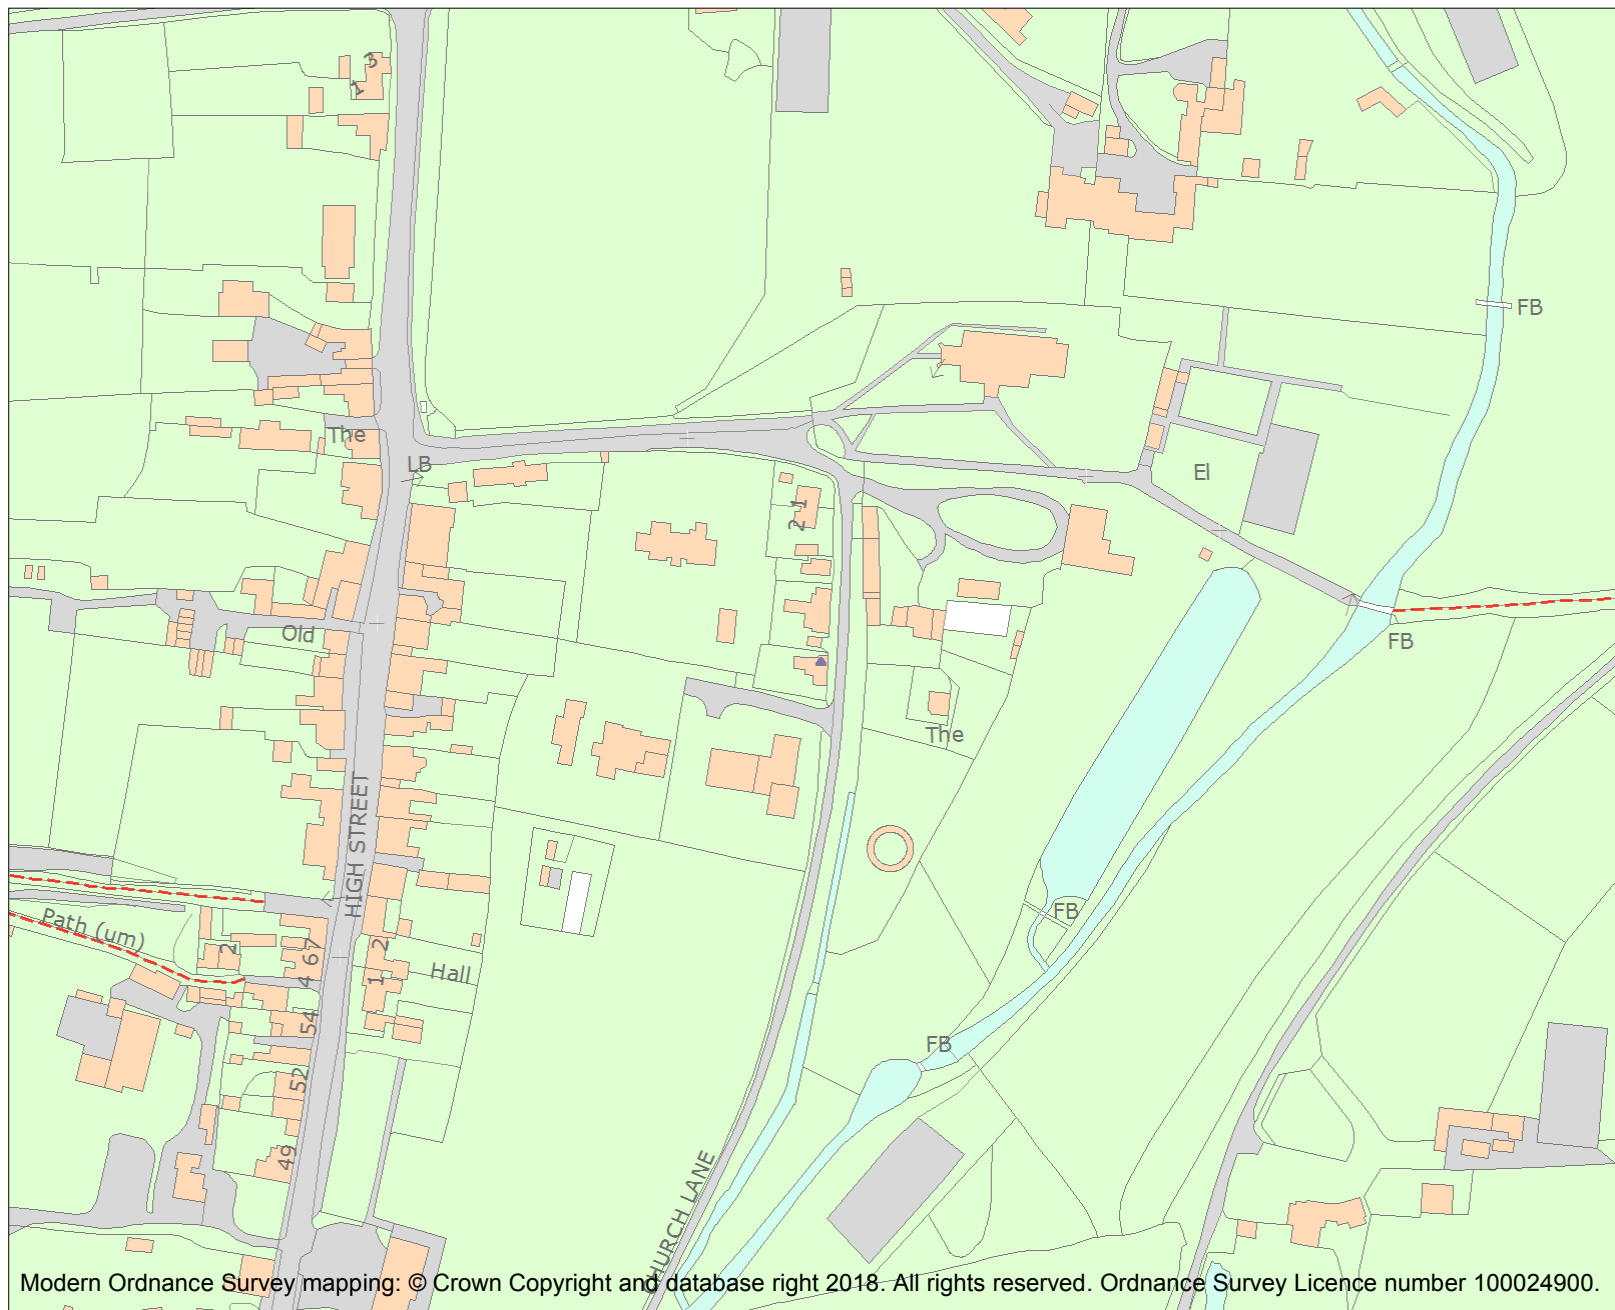 3
1
FB
The
LB
El
2 1
Old
FB
The
HIGH STREET
FB
Path (um)
2
67
4
2
1
Hall
54
FB
52
49
CHURCH LANE
Modern Ordnance Survey mapping: © Crown Copyright and database right 2018. All rights reserved. Ordnance Survey Licence number 100024900.